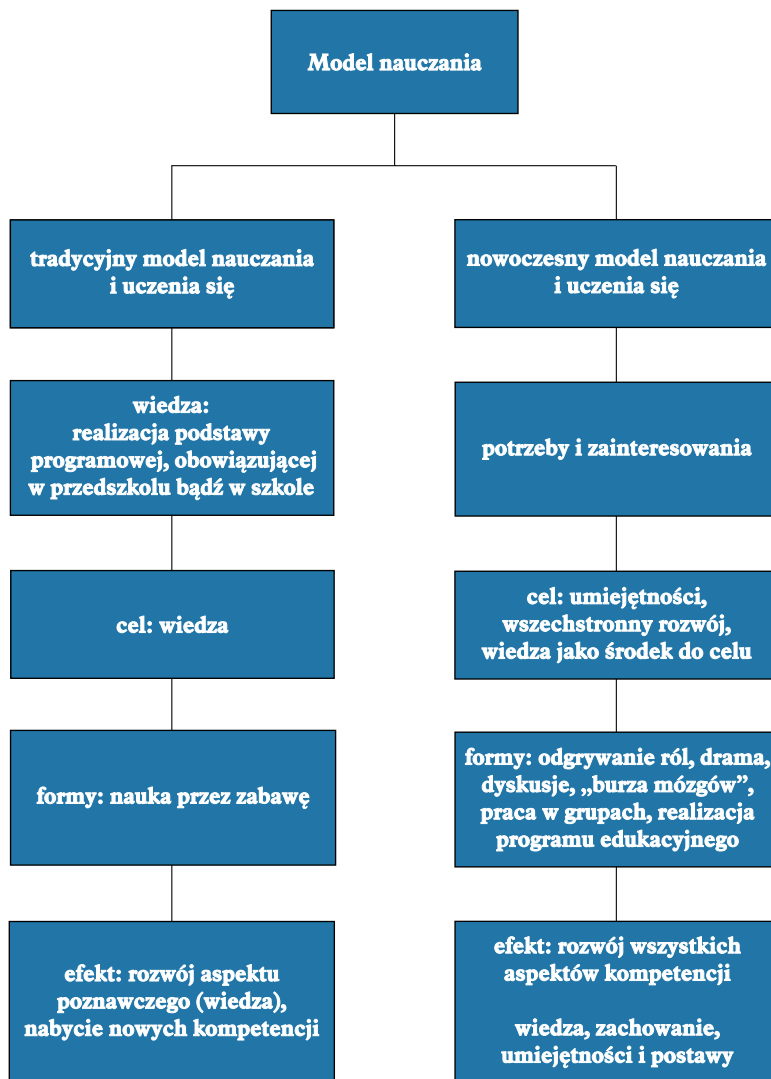 Model nauczania
tradycyjny model nauczania
i uczenia się
wiedza:
realizacja podstawy
programowej, obowiązującej
w przedszkolu bądź w szkole
cel: wiedza
formy: nauka przez zabawę
efekt: rozwój aspektu
poznawczego (wiedza),
nabycie nowych kompetencji
nowoczesny model nauczania
i uczenia się
potrzeby i zainteresowania
cel: umiejętności,
wszechstronny rozwój,
wiedza jako środek do celu
formy: odgrywanie ról, drama,
dyskusje, „burza mózgów”,
praca w grupach, realizacja
programu edukacyjnego
efekt: rozwój wszystkich
aspektów kompetencji
wiedza, zachowanie,
umiejętności i postawy